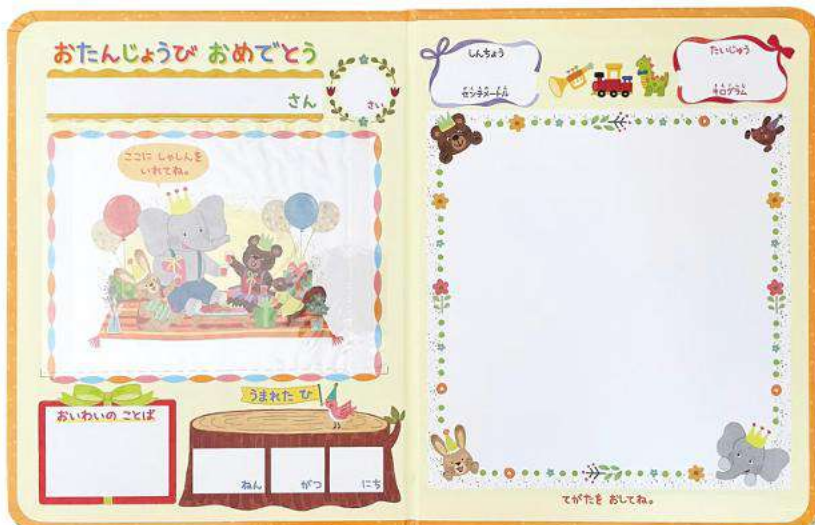 おたんじょうび おめでとう
さん
さい
ここに しゃしんを
いれてね。
おいわいの ことば
うまれた ひ
ねん
がつ
にち
しんちょう
センチメートル
たいじゅう
キログラム
てがたを おしてね。